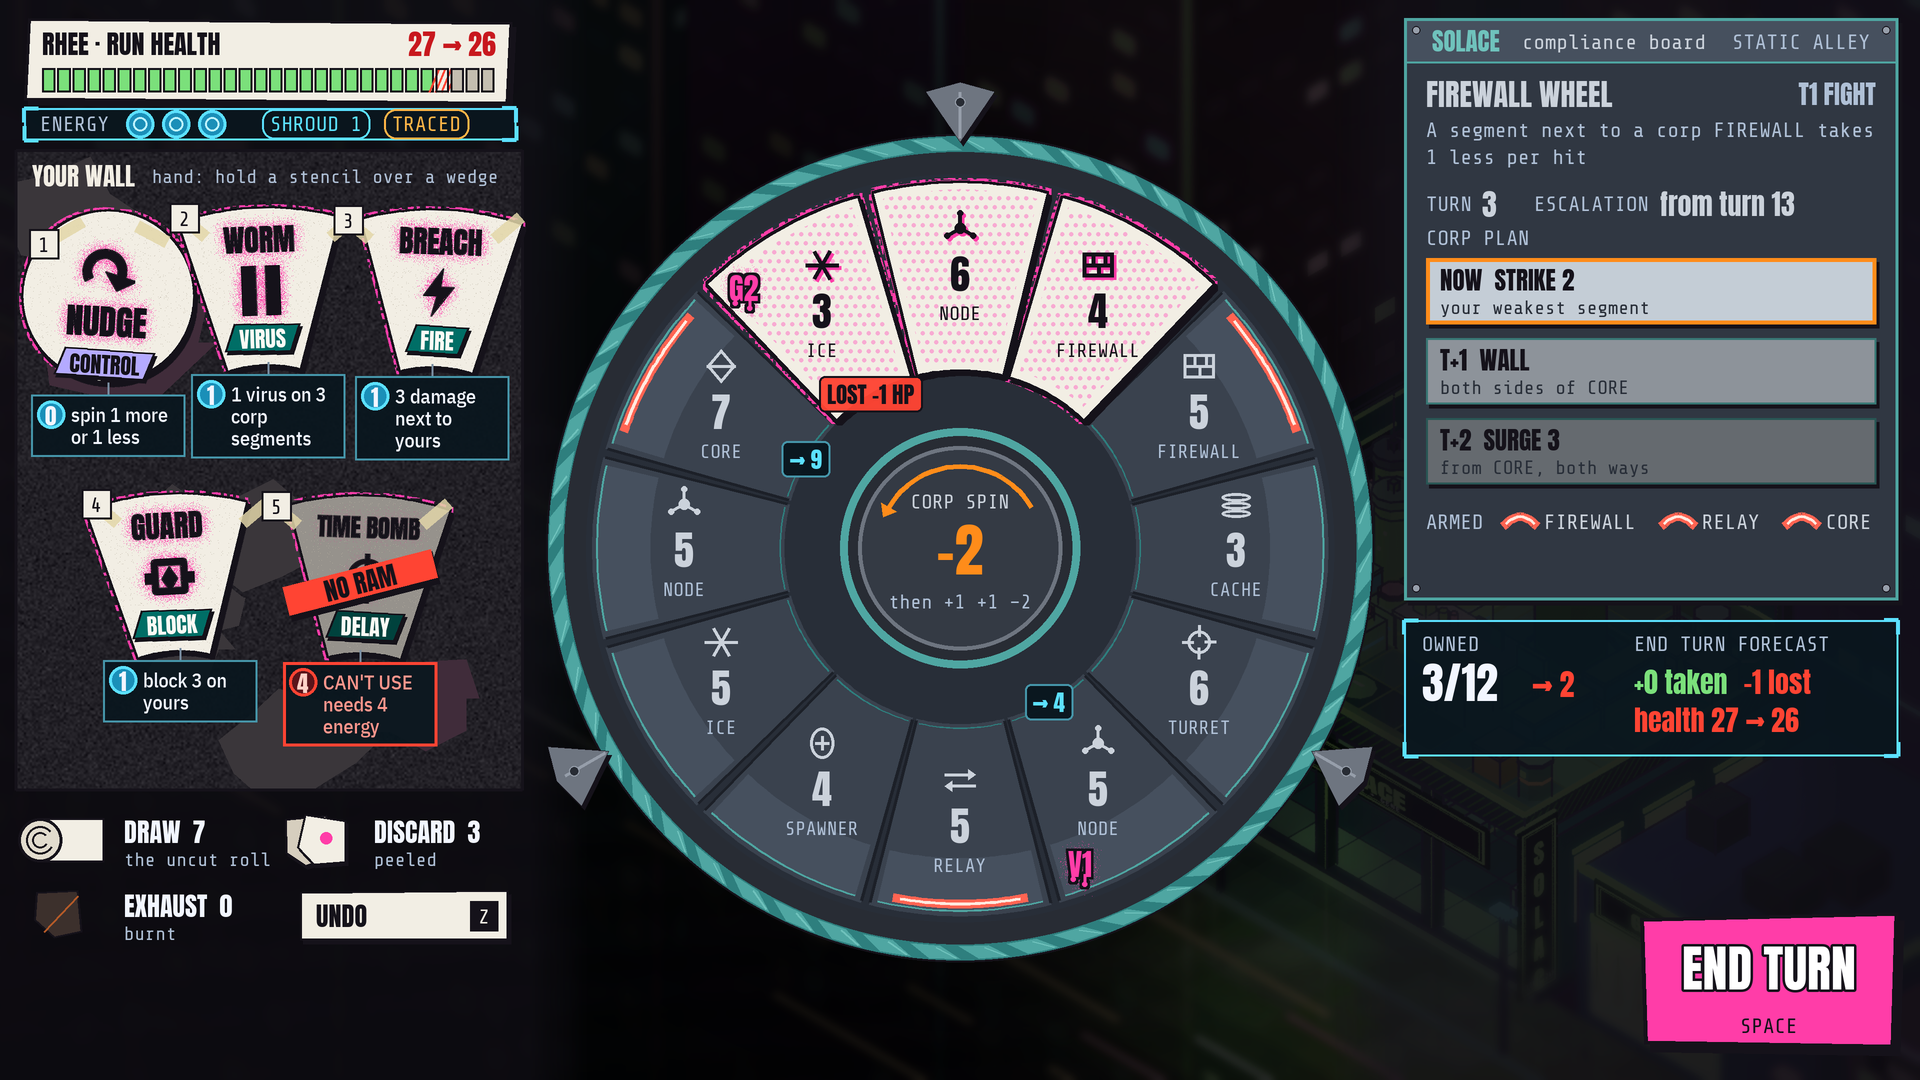 RHEE · RUN HEALTH 27 → 26
ENERGY SHROUD 1 TRACED
YOUR WALL hand: hold a stencil over a wedge
1
NUDGE
CONTROL
0 spin 1 more
or 1 less
2
WORM
VIRUS
1 1 virus on 3
corp
segments
3
BREACH
FIRE
1 3 damage
next to
yours
4
GUARD
BLOCK
1 block 3 on
yours
5
TIME BOMB
NO RAM
DELAY
4 CAN'T USE
needs 4
energy
DRAW 7
the uncut roll
DISCARD 3
peeled
EXHAUST 0
burnt
UNDO Z
G2
3
ICE
6
NODE
4
FIREWALL
LOST -1 HP
7
CORE
5
FIREWALL
→ 9
5
NODE
3
CACHE
CORP SPIN
-2
then +1 +1 -2
5
ICE
6
TURRET
→ 4
4
SPAWNER
5
RELAY
5
NODE
V1
SOLACE compliance board STATIC ALLEY
FIREWALL WHEEL T1 FIGHT
A segment next to a corp FIREWALL takes
1 less per hit
TURN 3 ESCALATION from turn 13
CORP PLAN
NOW STRIKE 2
your weakest segment
T+1 WALL
both sides of CORE
T+2 SURGE 3
from CORE, both ways
ARMED FIREWALL RELAY CORE
OWNED
3/12 → 2
END TURN FORECAST
+0 taken -1 lost
health 27 → 26
END TURN
SPACE